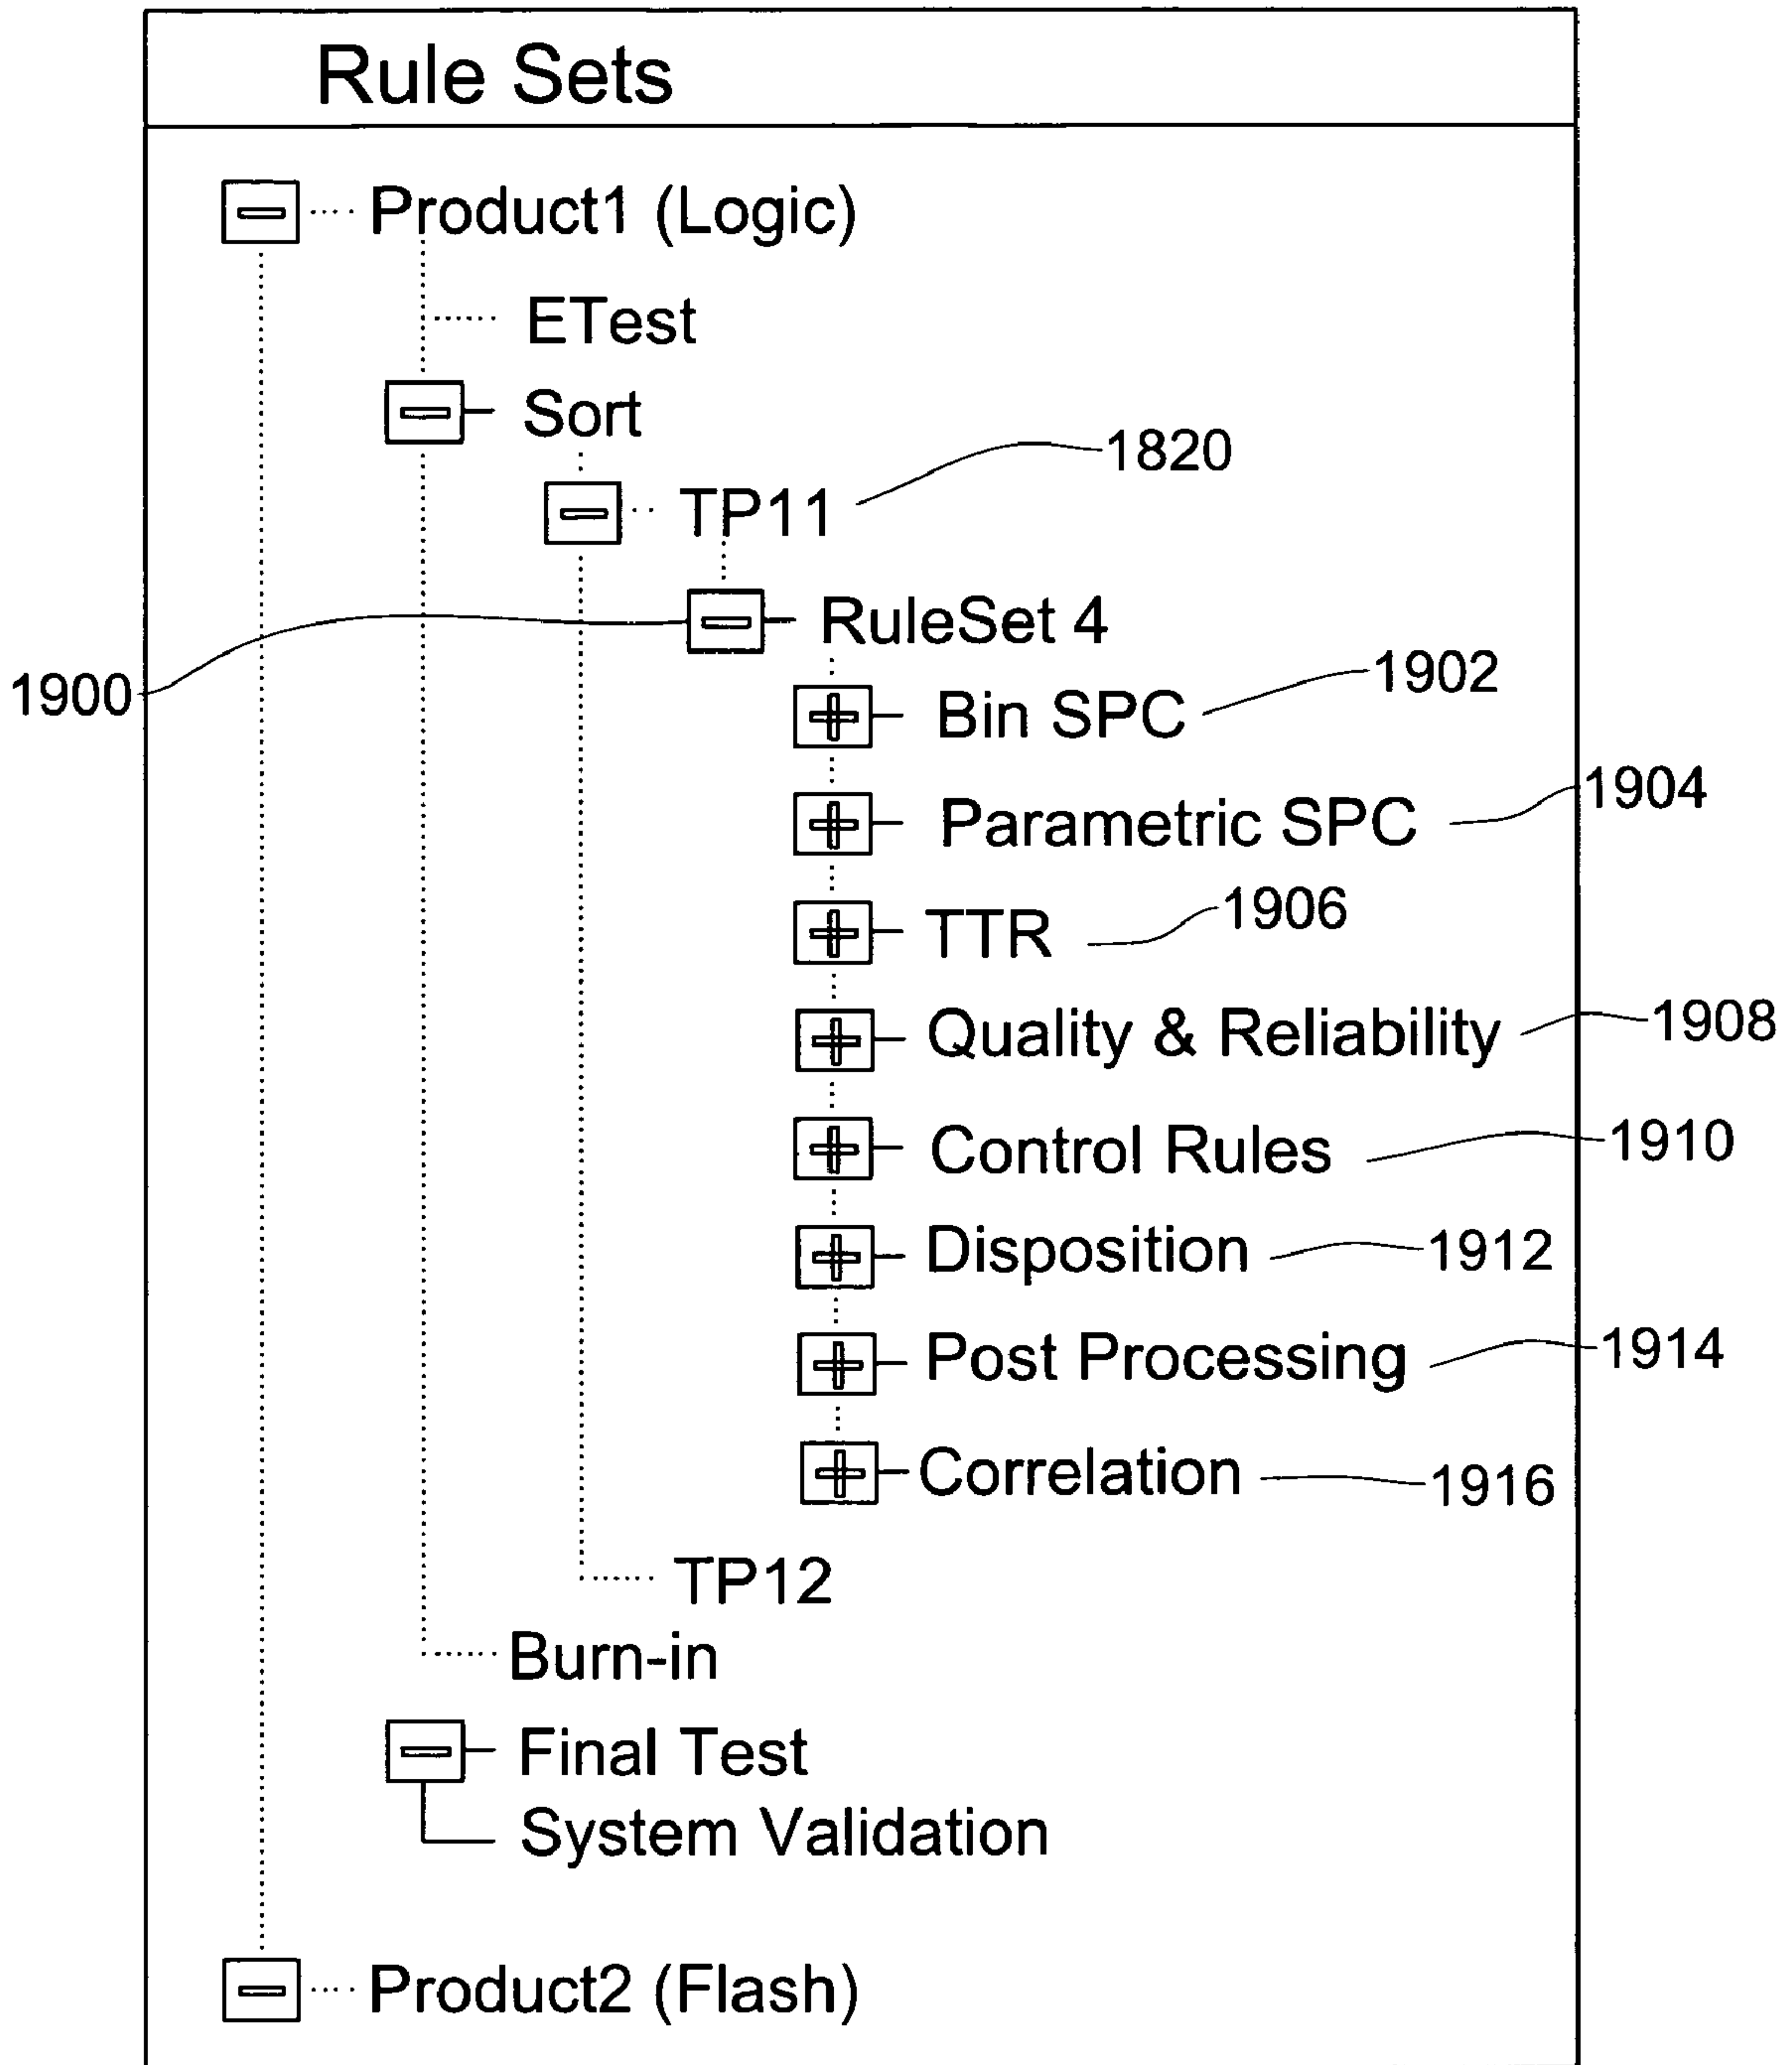 Rule Sets
Product1 (Logic)
ETest
Sort
1820
TP11
RuleSet 4
1900
1902
Bin SPC
1904
Parametric SPC
1906
TTR
1908
Quality & Reliability
1910
Control Rules
Disposition 1912
Post Processing 1914
Correlation 1916
TP12
Burn-in
Final Test
System Validation
Product2 (Flash)